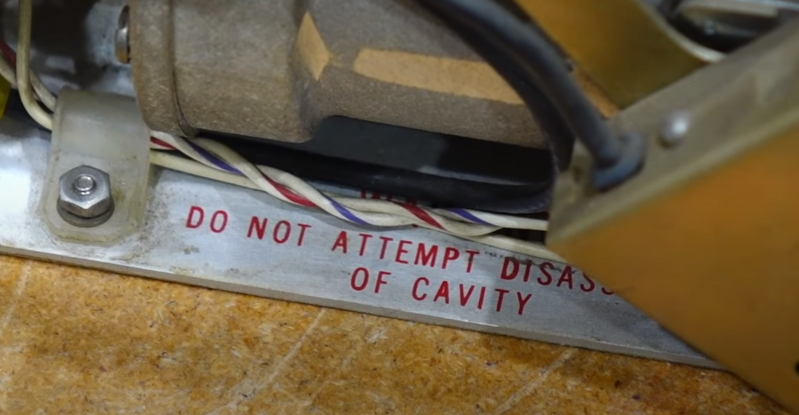 DO NOT ATTEMPT DISASS
OF CAVITY